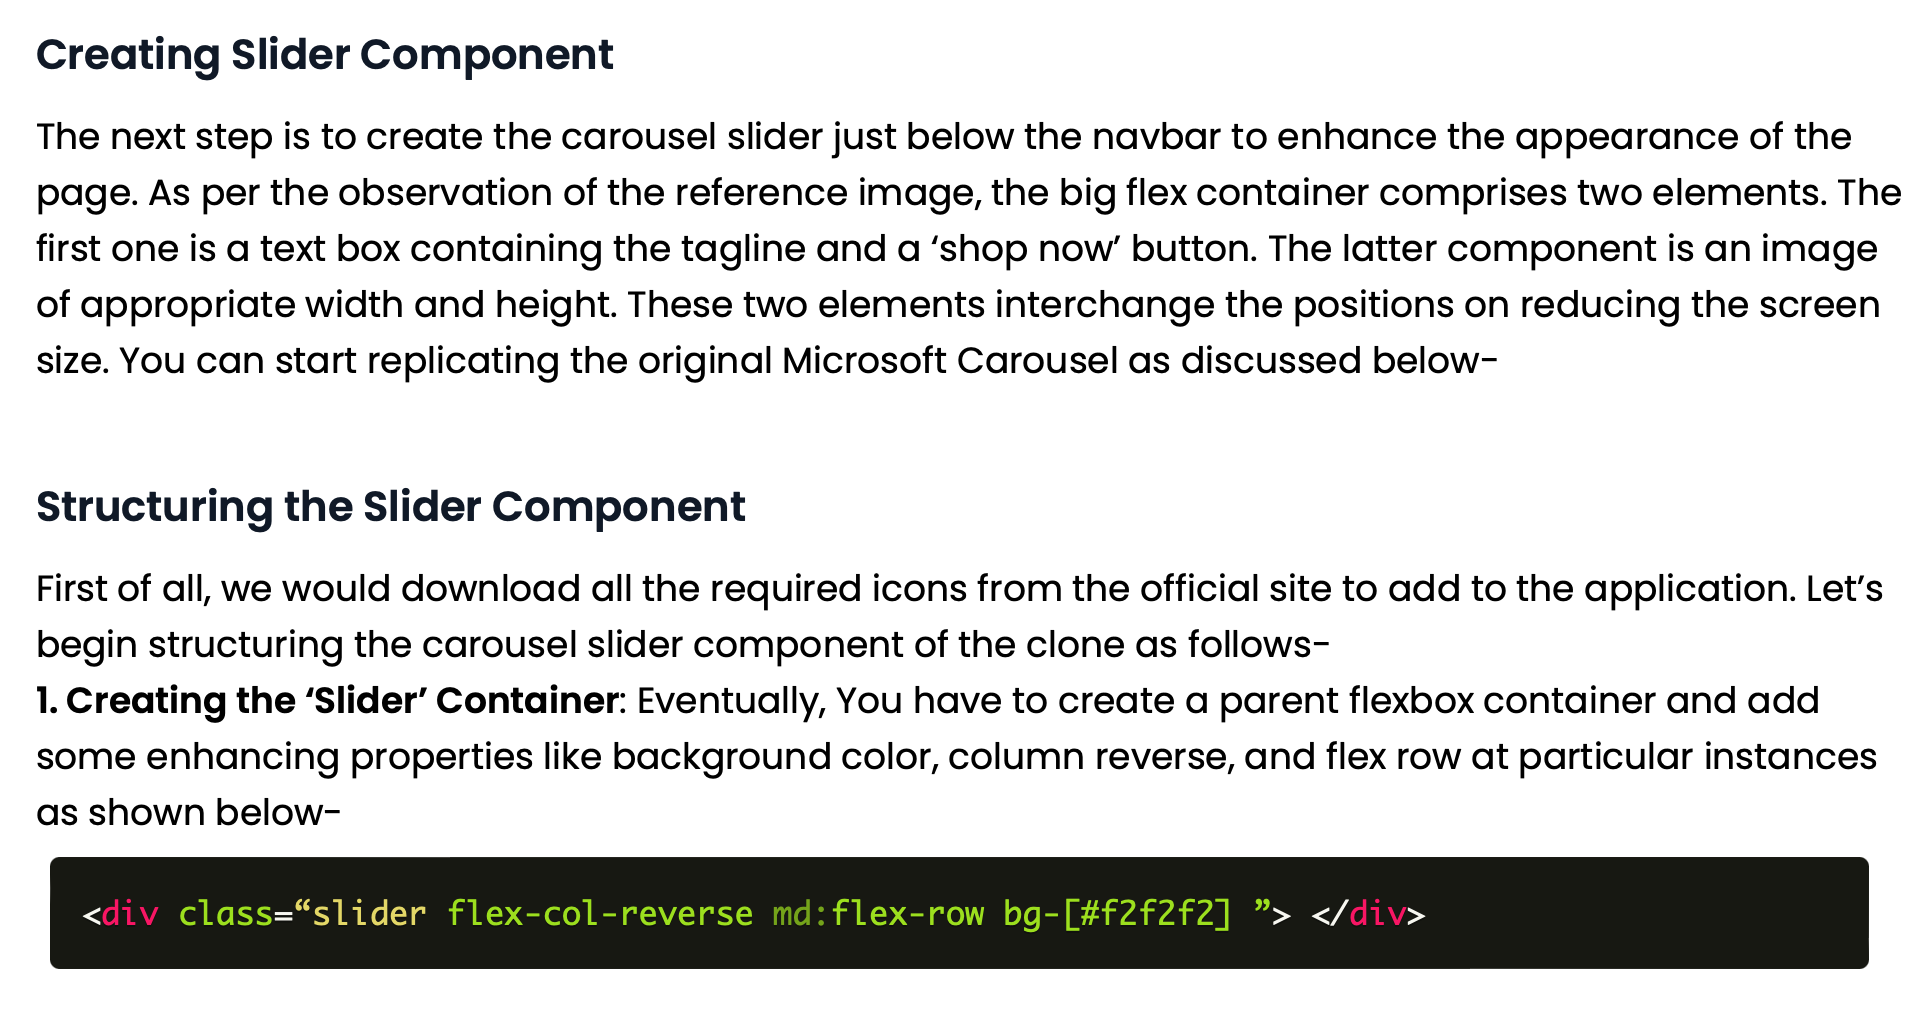 Creating Slider Component
The next step is to create the carousel slider just below the navbar to enhance the appearance of the
page. As per the observation of the reference image, the big flex container comprises two elements. The
first one is a text box containing the tagline and a ‘shop now’ button. The latter component is an image
of appropriate width and height. These two elements interchange the positions on reducing the screen
size. You can start replicating the original Microsoft Carousel as discussed below-
Structuring the Slider Component
First of all, we would download all the required icons from the official site to add to the application. Let’s
begin structuring the carousel slider component of the clone as follows-
1. Creating the ‘Slider’ Container: Eventually, You have to create a parent flexbox container and add
some enhancing properties like background color, column reverse, and flex row at particular instances
as shown below-
<div class=“slider flex-col-reverse md:flex-row bg-[#f2f2f2] ”> </div>